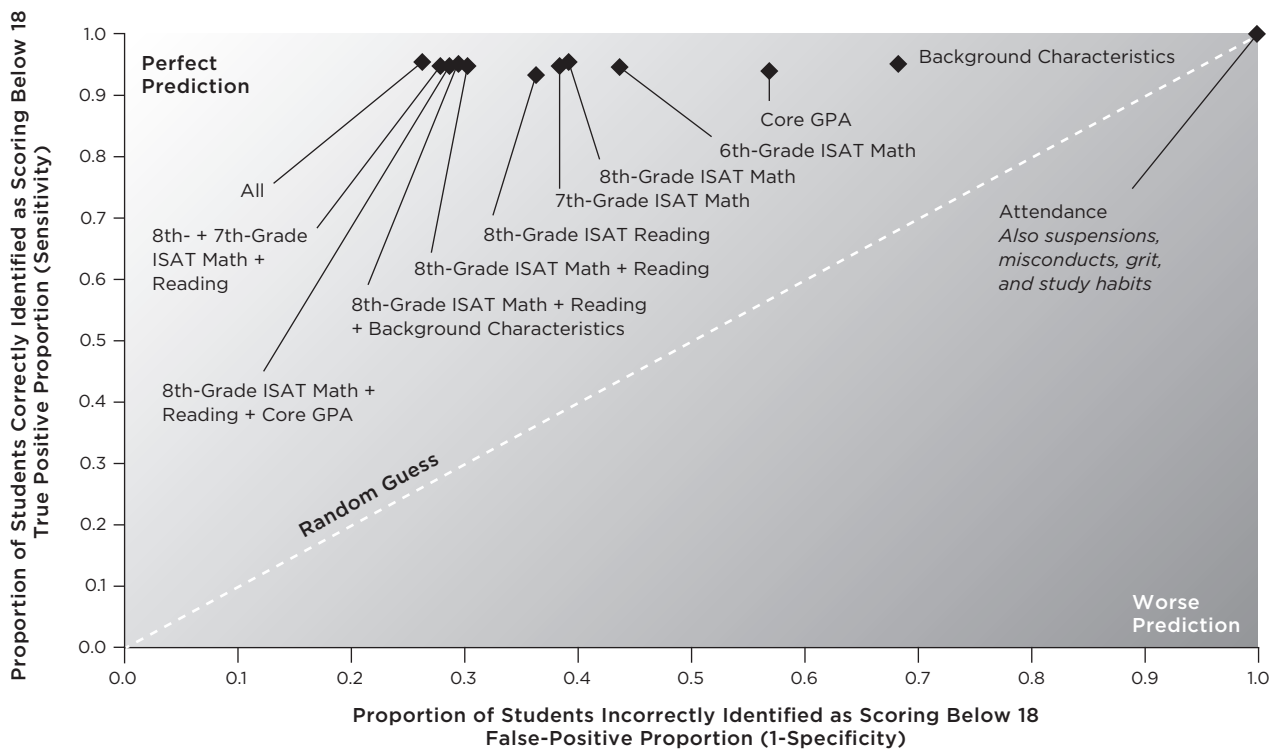 Proportion of Students Correctly Identified as Scoring Below 18
True Positive Proportion (Sensitivity)
1.0
0.9
0.8
0.7
0.6
0.5
0.4
0.3
0.2
0.1
0.0
Perfect
Prediction
Background Characteristics
Core GPA
6th-Grade ISAT Math
8th-Grade ISAT Math
7th-Grade ISAT Math
All
8th-Grade ISAT Reading
8th- + 7th-Grade
ISAT Math +
Reading
8th-Grade ISAT Math + Reading
8th-Grade ISAT Math + Reading
+ Background Characteristics
8th-Grade ISAT Math +
Reading + Core GPA
Attendance
Also suspensions,
misconducts, grit,
and study habits
Random Guess
Worse
Prediction
0.0
0.1
0.2
0.3
0.4
0.5
0.6
0.7
0.8
0.9
1.0
Proportion of Students Incorrectly Identified as Scoring Below 18
False-Positive Proportion (1-Specificity)